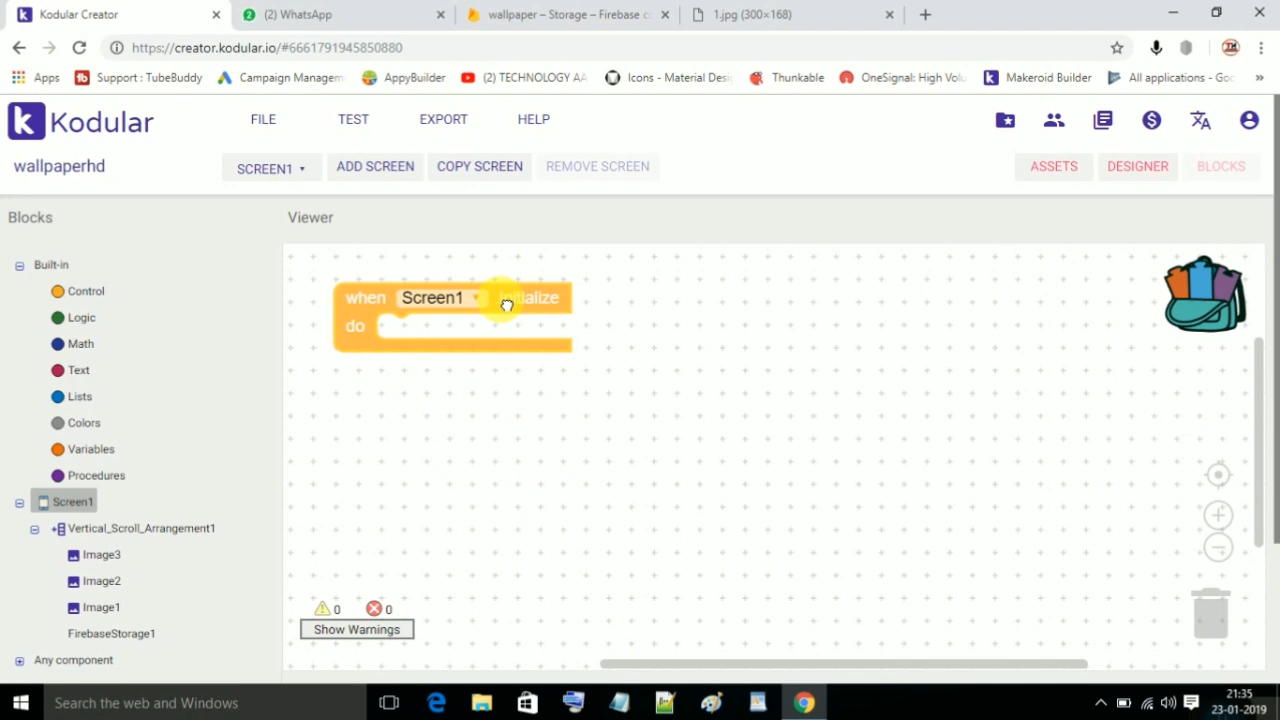 Kodular Creator
(2) WhatsApp
wallpaper – Storage – Firebase co
1.jpg (300×168)
https://creator.kodular.io/#6661791945850880
Apps
Support : TubeBuddy
Campaign Managem
AppyBuilder
(2) TECHNOLOGY AA
Icons - Material Desi
Thunkable
OneSignal: High Volu
Makeroid Builder
All applications - Goo
»
Kodular
FILE
TEST
EXPORT
HELP
wallpaperhd
SCREEN1
ADD SCREEN
COPY SCREEN
REMOVE SCREEN
ASSETS
DESIGNER
BLOCKS
Blocks
Viewer
Built-in
Control
Logic
Math
Text
Lists
Colors
Variables
Procedures
Screen1
Vertical_Scroll_Arrangement1
Image3
Image2
Image1
FirebaseStorage1
Any component
when Screen1
do
0
0
Show Warnings
Search the web and Windows
21:35
23-01-2019